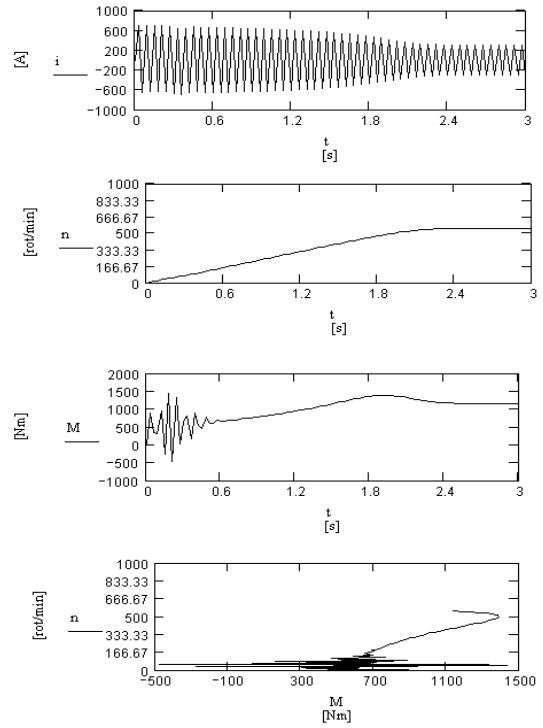 1000
600
200
−200
−600
−1000
[A]
i
0 0.6 1.2 1.8 2.4 3
t
[s]
1000
833.33
666.67
500
333.33
166.67
0
[rot/min]
n
0 0.6 1.2 1.8 2.4 3
t
[s]
2000
1500
1000
500
0
−500
−1000
[Nm]
M
0 0.6 1.2 1.8 2.4 3
t
[s]
1000
833.33
666.67
500
333.33
166.67
0
[rot/min]
n
−500 −100 300 700 1100 1500
M
[Nm]